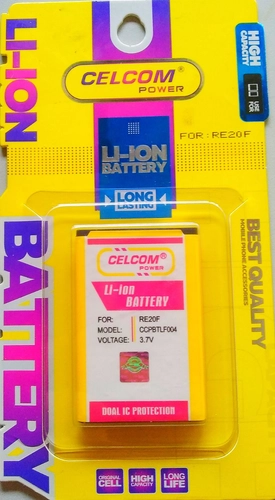 LI-ION
BATTERY
CELCOM®
POWER
HIGH
CAPACITY
FOR: RE20F
LI-ION
BATTERY
LONG
LASTING
BEST QUALITY
MOBILE PHONE ACCESSORIES
CELCOM®
POWER
Li-ion
BATTERY
FOR: RE20F
MODEL: CCPBTLF004
VOLTAGE: 3.7V
DUAL IC PROTECTION
ORIGINAL
CELL
HIGH
CAPACITY
LONG
LIFE